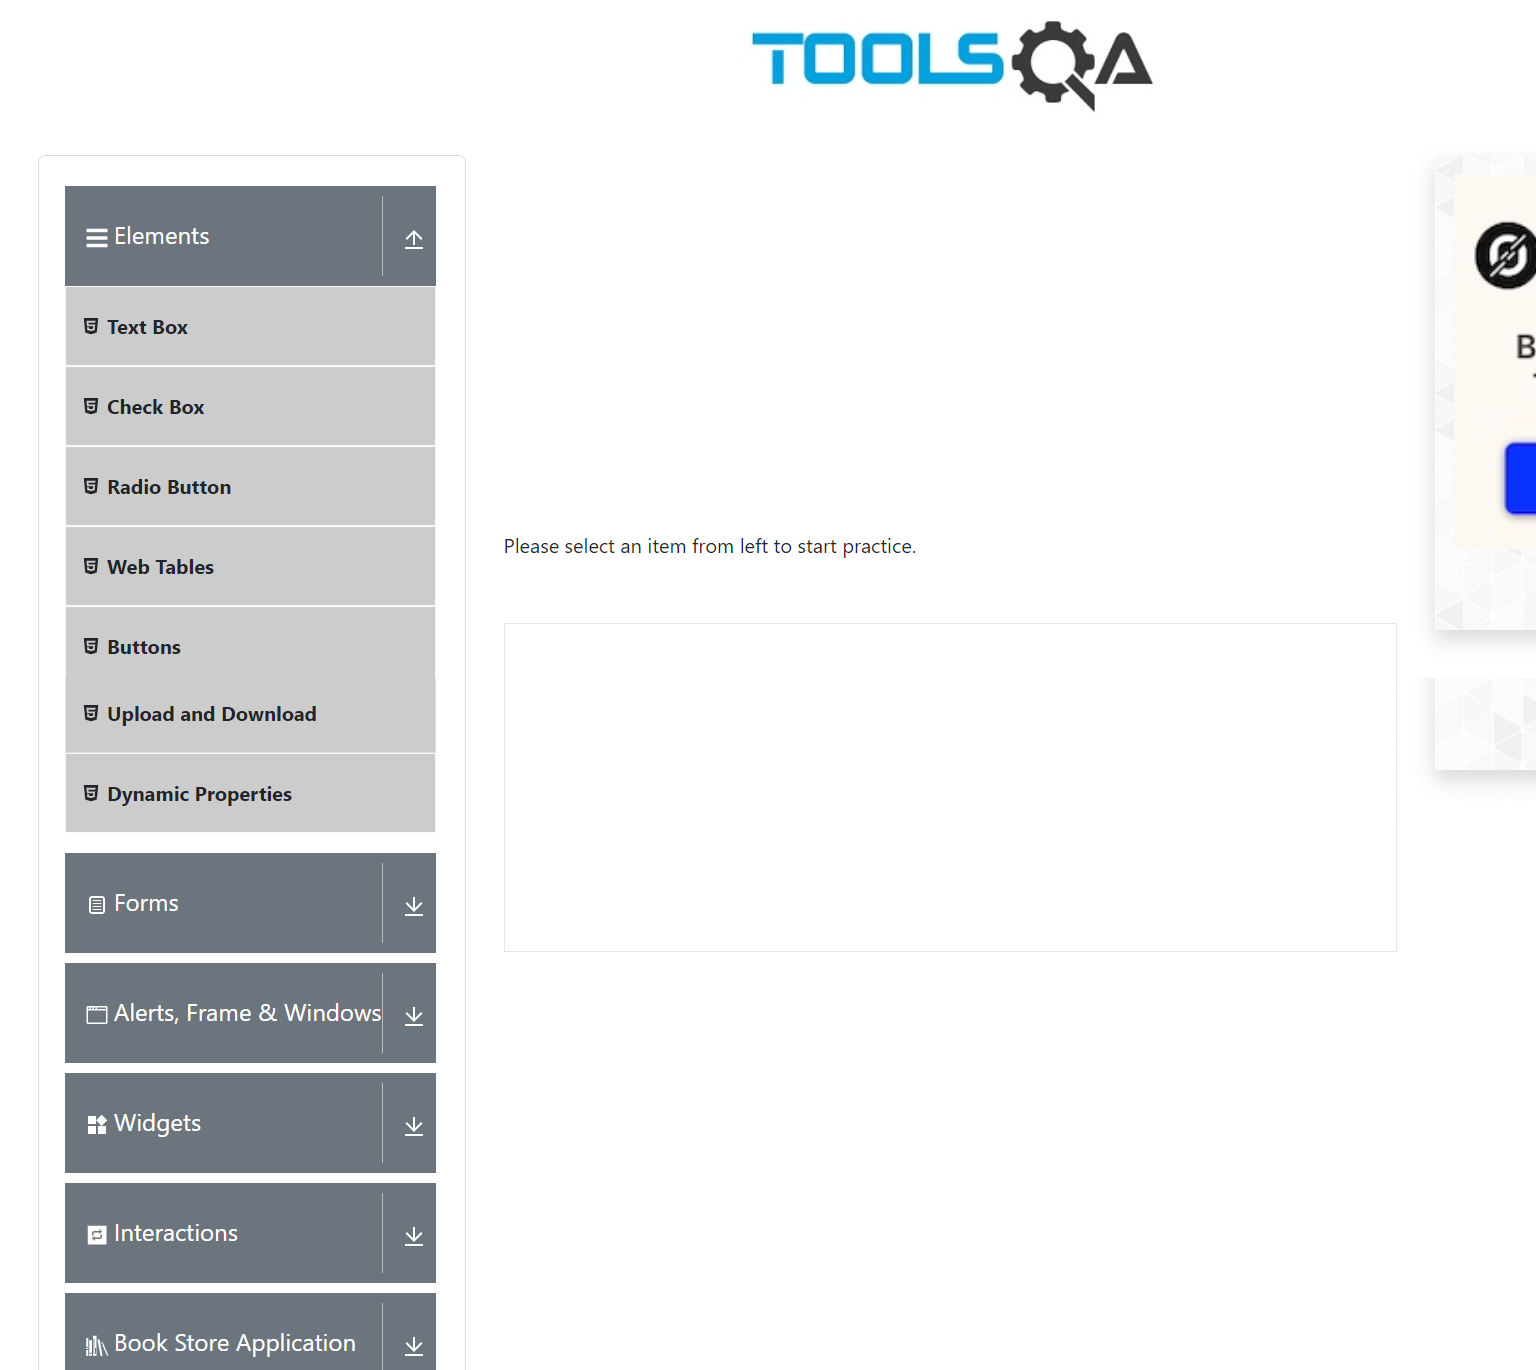 TOOLSQA
Elements
Text Box
Check Box
Radio Button
Web Tables
Buttons
Upload and Download
Dynamic Properties
Forms
Alerts, Frame & Windows
Widgets
Interactions
Book Store Application
Please select an item from left to start practice.
B